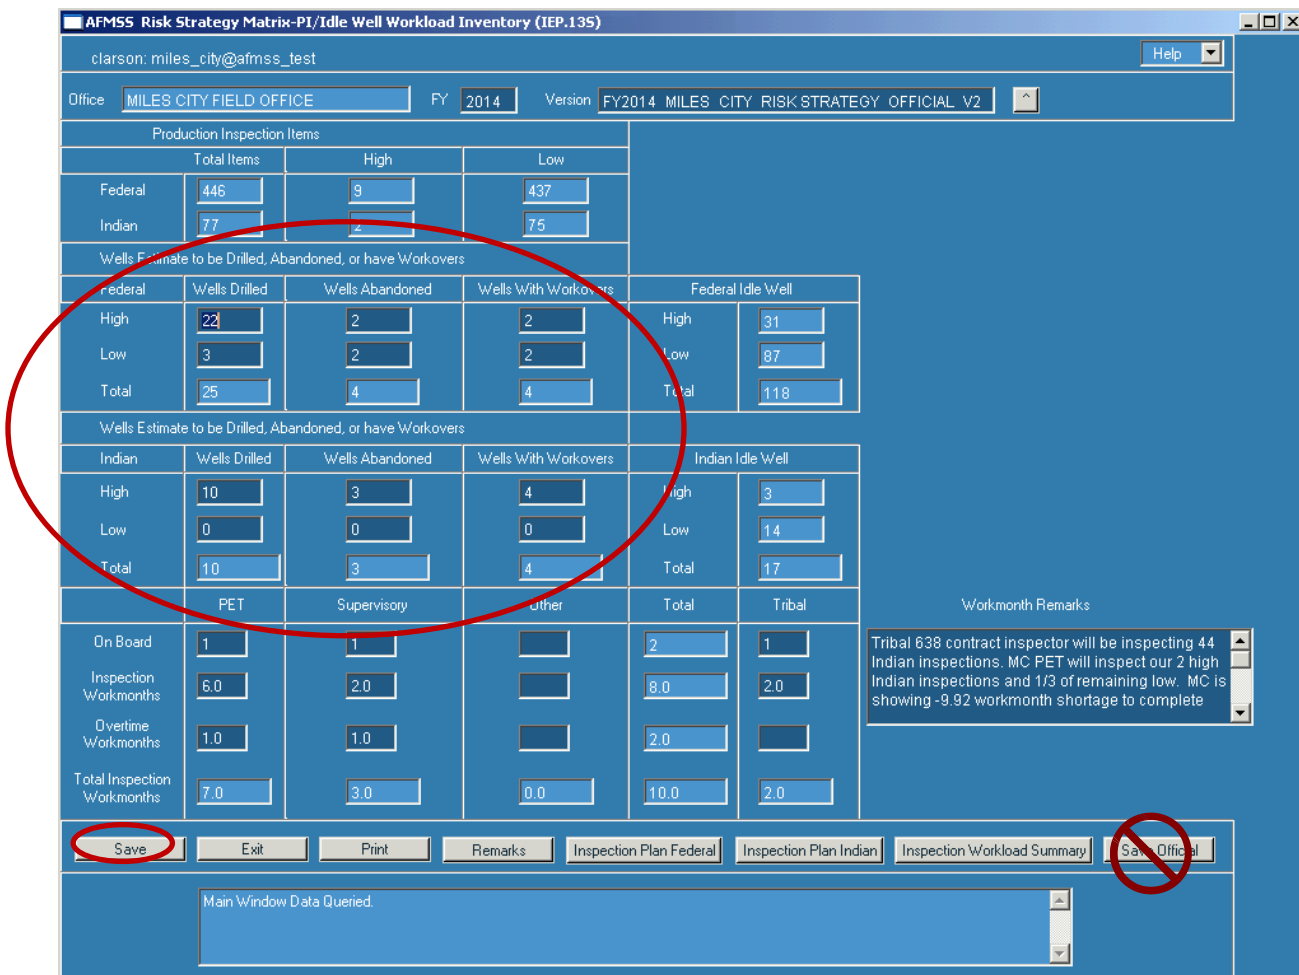 AFMSS Risk Strategy Matrix-PI/Idle Well Workload Inventory (IEP.13S)
clarson: miles_city@afmss_test Help
Office MILES CITY FIELD OFFICE FY 2014 Version FY2014 MILES CITY RISK STRATEGY OFFICIAL V2 ^
Production Inspection Items
Total Items High Low
Federal 446 9 437
Indian 77 2 75
Wells Estimate to be Drilled, Abandoned, or have Workovers
Federal Wells Drilled Wells Abandoned Wells With Workovers Federal Idle Well
High 22 2 2 High 31
Low 3 2 2 Low 87
Total 25 4 4 Total 118
Wells Estimate to be Drilled, Abandoned, or have Workovers
Indian Wells Drilled Wells Abandoned Wells With Workovers Indian Idle Well
High 10 3 4 High 3
Low 0 0 0 Low 14
Total 10 3 4 Total 17
PET Supervisory Other Total Tribal Workmonth Remarks
On Board 1 1 2 1
Inspection
Workmonths 6.0 2.0 8.0 2.0
Overtime
Workmonths 1.0 1.0 2.0
Total Inspection
Workmonths 7.0 3.0 0.0 10.0 2.0
Tribal 638 contract inspector will be inspecting 44
Indian inspections. MC PET will inspect our 2 high
Indian inspections and 1/3 of remaining low. MC is
showing -9.92 workmonth shortage to complete
Save Exit Print Remarks Inspection Plan Federal Inspection Plan Indian Inspection Workload Summary Save Official
Main Window Data Queried.